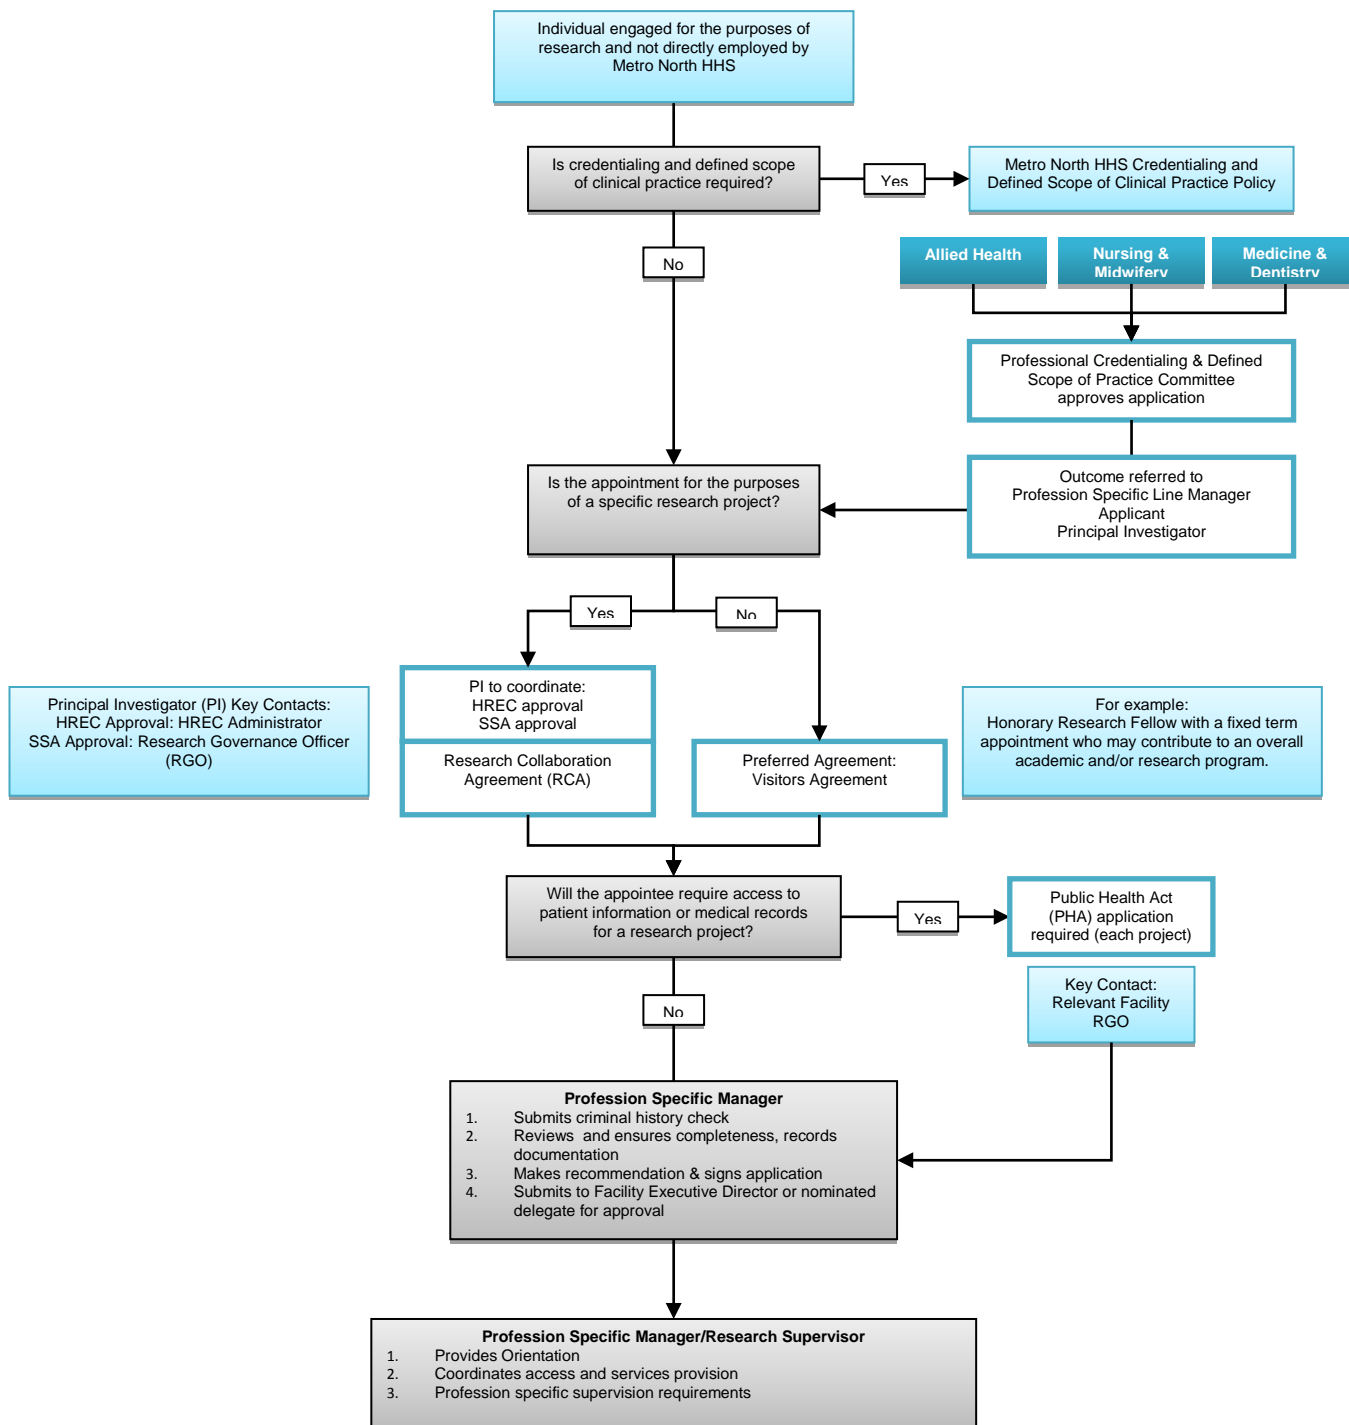 Individual engaged for the purposes of
research and not directly employed by
Metro North HHS
Is credentialing and defined scope
of clinical practice required?
Yes
Metro North HHS Credentialing and
Defined Scope of Clinical Practice Policy
No
Allied Health
Nursing &
Midwifery
Medicine &
Dentistry
Professional Credentialing & Defined
Scope of Practice Committee
approves application
Is the appointment for the purposes
of a specific research project?
Outcome referred to
Profession Specific Line Manager
Applicant
Principal Investigator
Yes
No
Principal Investigator (PI) Key Contacts:
HREC Approval: HREC Administrator
SSA Approval: Research Governance Officer
(RGO)
PI to coordinate:
HREC approval
SSA approval
Research Collaboration
Agreement (RCA)
Preferred Agreement:
Visitors Agreement
For example:
Honorary Research Fellow with a fixed term
appointment who may contribute to an overall
academic and/or research program.
Will the appointee require access to
patient information or medical records
for a research project?
Yes
Public Health Act
(PHA) application
required (each project)
No
Key Contact:
Relevant Facility
RGO
Profession Specific Manager
1. Submits criminal history check
2. Reviews and ensures completeness, records
documentation
3. Makes recommendation & signs application
4. Submits to Facility Executive Director or nominated
delegate for approval
Profession Specific Manager/Research Supervisor
1. Provides Orientation
2. Coordinates access and services provision
3. Profession specific supervision requirements